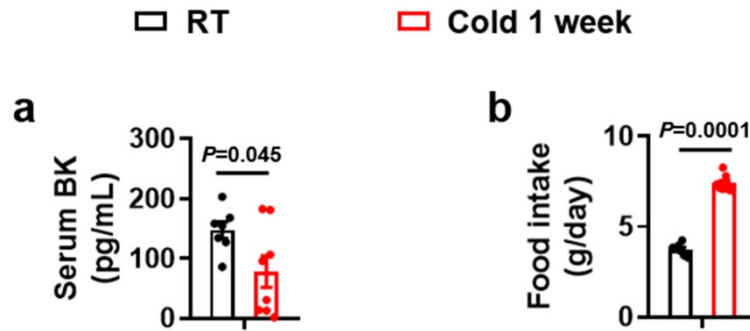 RT
Cold 1 week
a
Serum BK
(pg/mL)
300
200
100
0
P=0.045
b
Food intake
(g/day)
10
5
0
P=0.0001